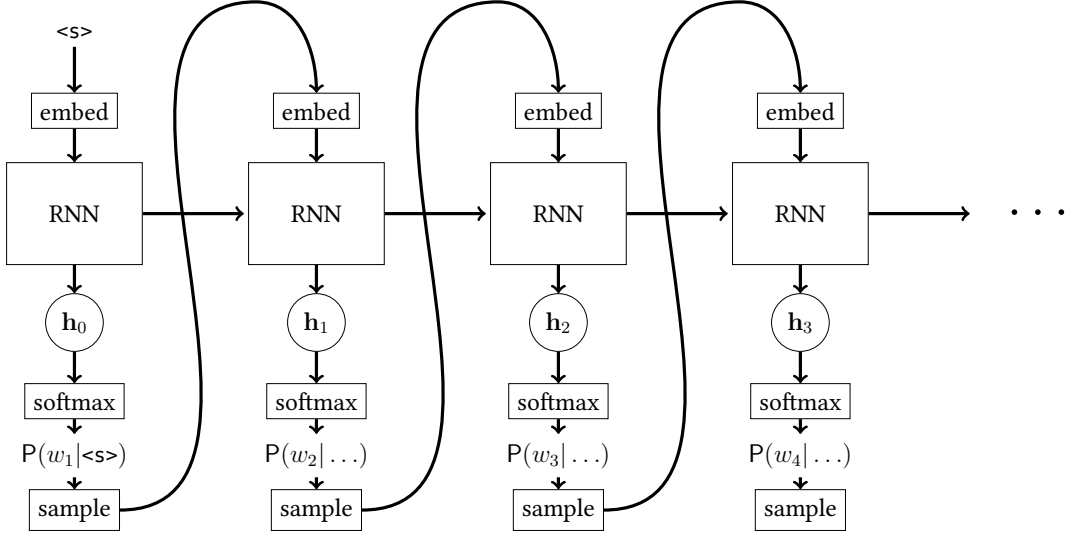 <s>
embed embed embed embed
RNN RNN RNN RNN . . .
h₀ h₁ h₂ h₃
softmax softmax softmax softmax
P(w₁|<s>) P(w₂| . . .) P(w₃| . . .) P(w₄| . . .)
sample sample sample sample